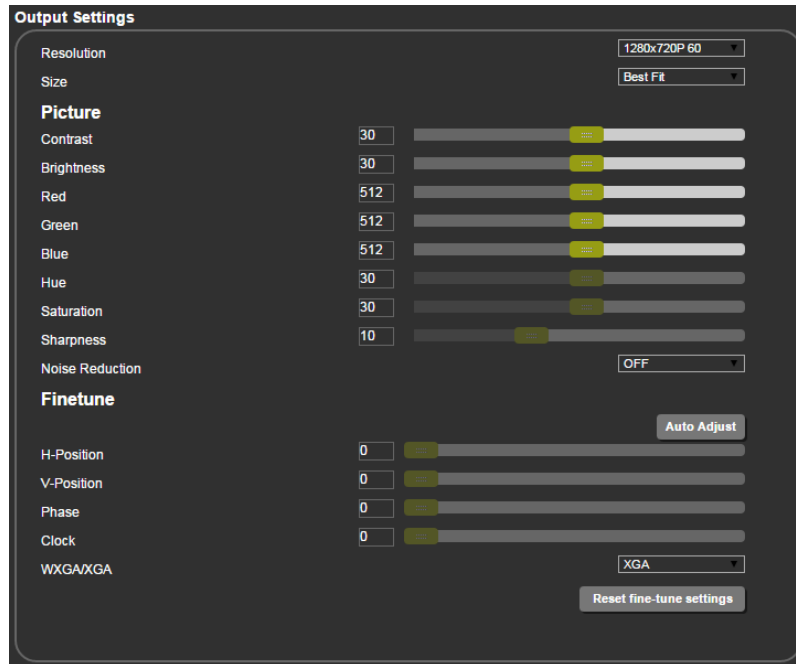 Output Settings
Resolution 1280x720P 60
Size Best Fit
Picture
Contrast 30
Brightness 30
Red 512
Green 512
Blue 512
Hue 30
Saturation 30
Sharpness 10
Noise Reduction OFF
Finetune
Auto Adjust
H-Position 0
V-Position 0
Phase 0
Clock 0
WXGA/XGA XGA
Reset fine-tune settings